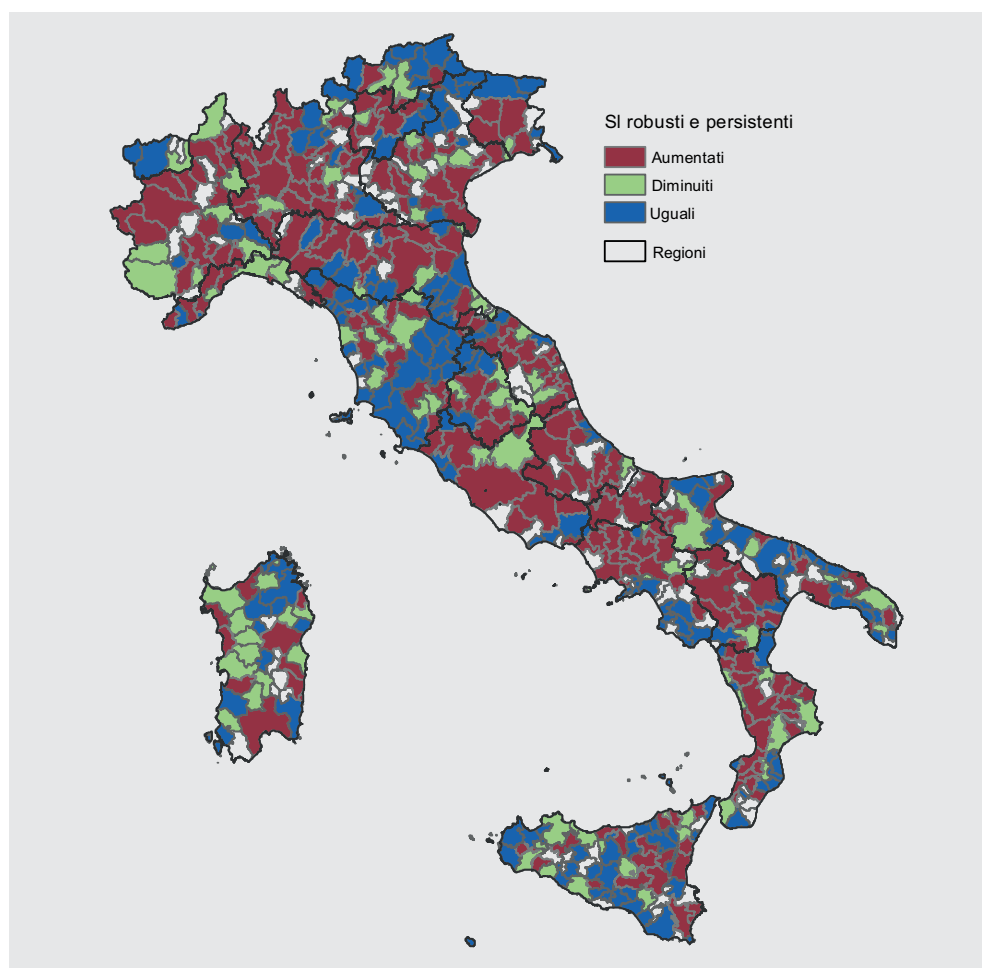 Sl robusti e persistenti
Aumentati
Diminuiti
Uguali
Regioni